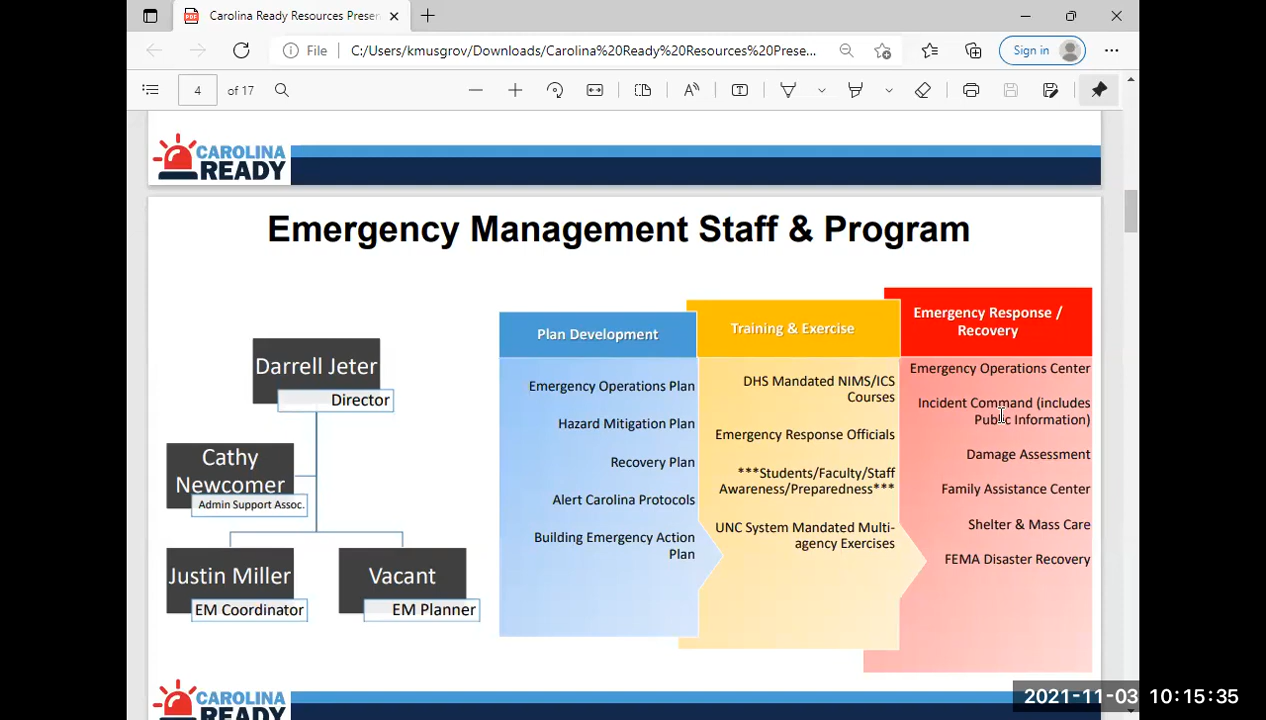 Carolina Ready Resources Presen
File
C:/Users/kmusgrov/Downloads/Carolina%20Ready%20Resources%20Prese...
Sign in
4 of 17
CAROLINA
READY
Emergency Management Staff & Program
Darrell Jeter
Director
Cathy
Newcomer
Admin Support Assoc.
Justin Miller
EM Coordinator
Vacant
EM Planner
Plan Development
Emergency Operations Plan
Hazard Mitigation Plan
Recovery Plan
Alert Carolina Protocols
Building Emergency Action
Plan
Training & Exercise
DHS Mandated NIMS/ICS
Courses
Emergency Response Officials
***Students/Faculty/Staff
Awareness/Preparedness***
UNC System Mandated Multi-
agency Exercises
Emergency Response /
Recovery
Emergency Operations Center
Incident Command (includes
Public Information)
Damage Assessment
Family Assistance Center
Shelter & Mass Care
FEMA Disaster Recovery
CAROLINA
READY
2021-11-03 10:15:35